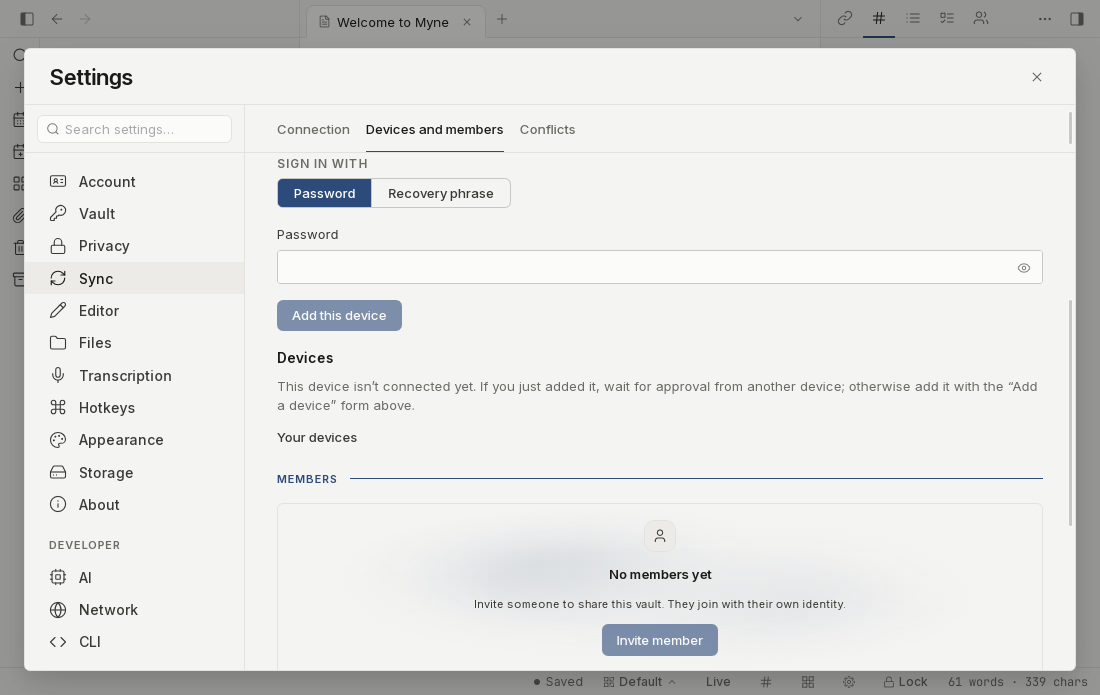 Welcome to Myne
Settings
Search settings...
Account
Vault
Privacy
Sync
Editor
Files
Transcription
Hotkeys
Appearance
Storage
About
DEVELOPER
AI
Network
CLI
Connection
Devices and members
Conflicts
SIGN IN WITH
Password
Recovery phrase
Password
Add this device
Devices
This device isn’t connected yet. If you just added it, wait for approval from another device; otherwise add it with the “Add
a device” form above.
Your devices
MEMBERS
No members yet
Invite someone to share this vault. They join with their own identity.
Invite member
Saved
Default
Live
Lock
61 words · 339 chars